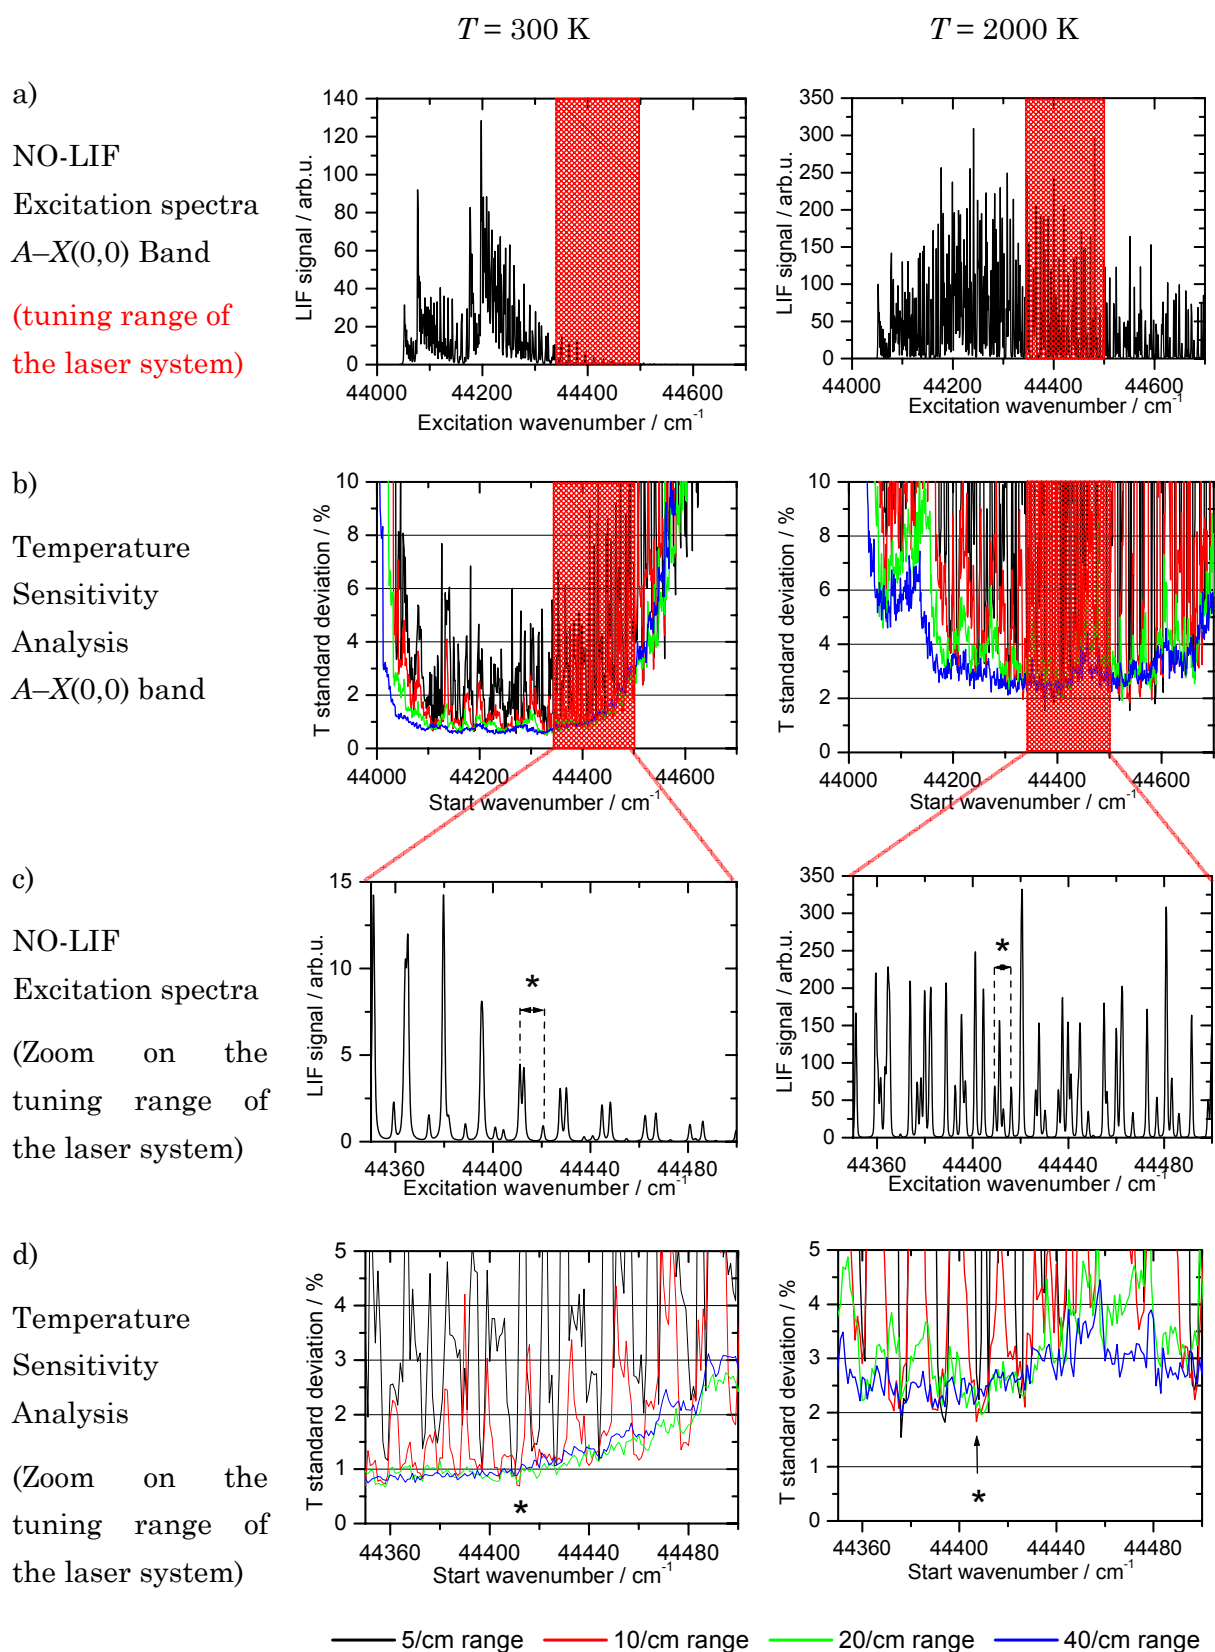 T = 300 K
T = 2000 K
a)
NO-LIF
Excitation spectra
A–X(0,0) Band
(tuning range of
the laser system)
LIF signal / arb.u.
140
120
100
80
60
40
20
0
44000 44200 44400 44600
Excitation wavenumber / cm⁻¹
LIF signal / arb.u.
350
300
250
200
150
100
50
0
44000 44200 44400 44600
Excitation wavenumber / cm⁻¹
b)
Temperature
Sensitivity
Analysis
A–X(0,0) band
T standard deviation / %
10
8
6
4
2
0
44000 44200 44400 44600
Start wavenumber / cm⁻¹
T standard deviation / %
10
8
6
4
2
0
44000 44200 44400 44600
Start wavenumber / cm⁻¹
c)
NO-LIF
Excitation spectra
(Zoom on the
tuning range of
the laser system)
LIF signal / arb.u.
15
10
5
0
*
44360 44400 44440 44480
Excitation wavenumber / cm⁻¹
LIF signal / arb.u.
350
300
250
200
150
100
50
0
*
44360 44400 44440 44480
Excitation wavenumber / cm⁻¹
d)
Temperature
Sensitivity
Analysis
(Zoom on the
tuning range of
the laser system)
T standard deviation / %
5
4
3
2
1
0
*
44360 44400 44440 44480
Start wavenumber / cm⁻¹
T standard deviation / %
5
4
3
2
1
0
*
44360 44400 44440 44480
Start wavenumber / cm⁻¹
5/cm range 10/cm range 20/cm range 40/cm range